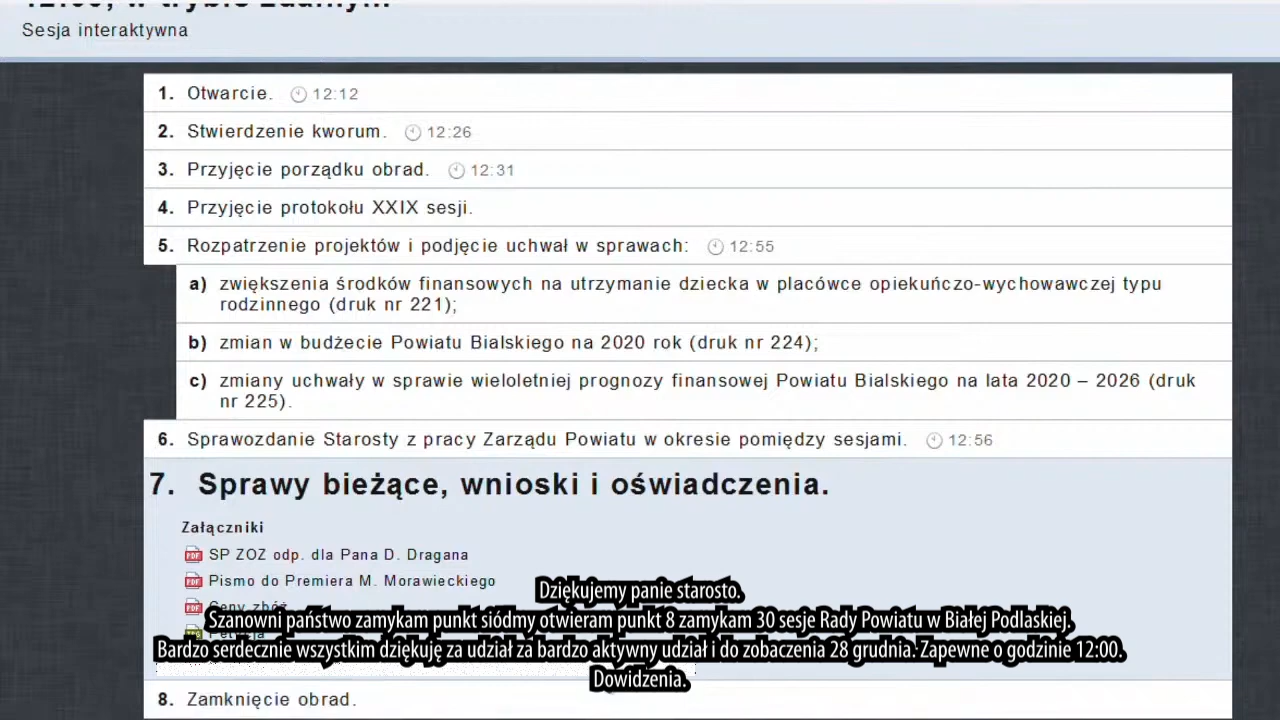 12:00, w trybie zdalnym
Sesja interaktywna
1. Otwarcie. 12:12
2. Stwierdzenie kworum. 12:26
3. Przyjęcie porządku obrad. 12:31
4. Przyjęcie protokołu XXIX sesji.
5. Rozpatrzenie projektów i podjęcie uchwał w sprawach: 12:55
a) zwiększenia środków finansowych na utrzymanie dziecka w placówce opiekuńczo-wychowawczej typu
rodzinnego (druk nr 221);
b) zmian w budżecie Powiatu Bialskiego na 2020 rok (druk nr 224);
c) zmiany uchwały w sprawie wieloletniej prognozy finansowej Powiatu Bialskiego na lata 2020 – 2026 (druk
nr 225).
6. Sprawozdanie Starosty z pracy Zarządu Powiatu w okresie pomiędzy sesjami. 12:56
7. Sprawy bieżące, wnioski i oświadczenia.
Załączniki
SP ZOZ odp. dla Pana D. Dragana
Pismo do Premiera M. Morawieckiego
Dziękujemy panie starosto.
Ceny zbóż
Szanowni państwo zamykam punkt siódmy otwieram punkt 8 zamykam 30 sesje Rady Powiatu w Białej Podlaskiej.
Petycja
Bardzo serdecznie wszystkim dziękuję za udział za bardzo aktywny udział i do zobaczenia 28 grudnia. Zapewne o godzinie 12:00.
Dowidzenia.
8. Zamknięcie obrad.